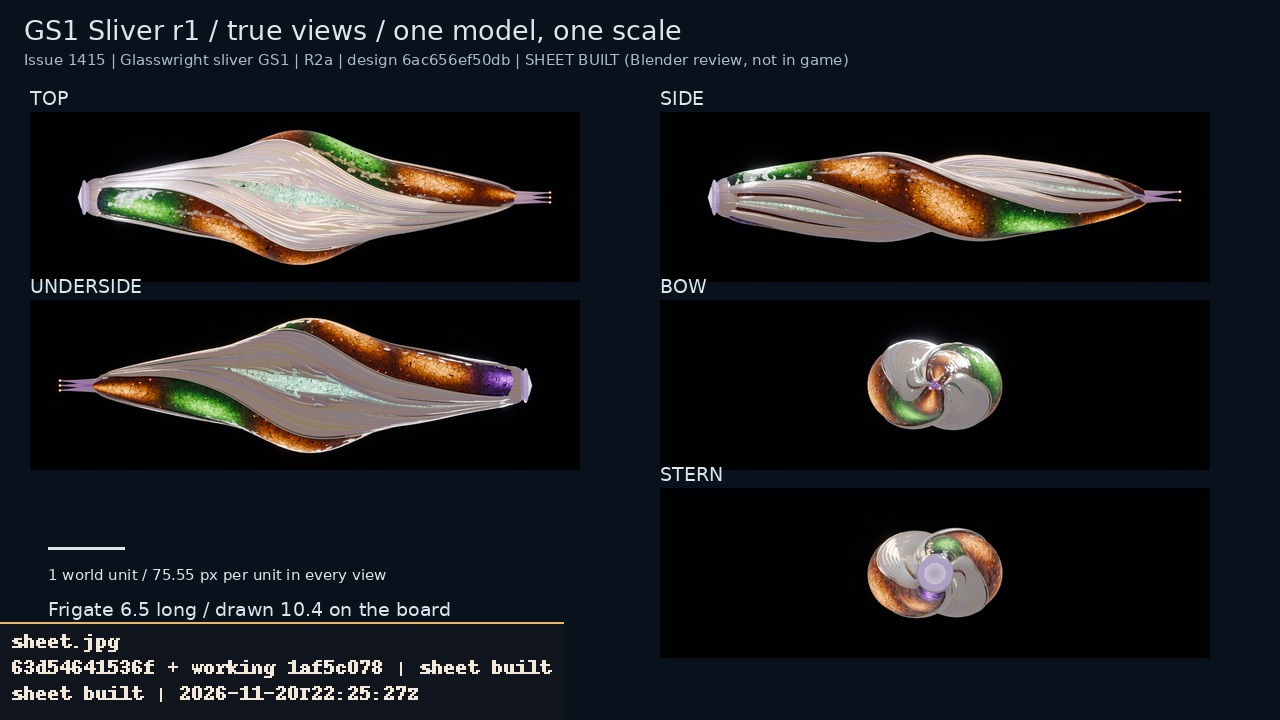 GS1 Sliver r1 / true views / one model, one scale
Issue 1415 | Glasswright sliver GS1 | R2a | design 6ac656ef50db | SHEET BUILT (Blender review, not in game)
TOP
SIDE
UNDERSIDE
BOW
STERN
1 world unit / 75.55 px per unit in every view
Frigate 6.5 long / drawn 10.4 on the board
sheet.jpg
63d54641536f + working 1af5c078 | sheet built
sheet built | 2026-11-20T22:25:27Z